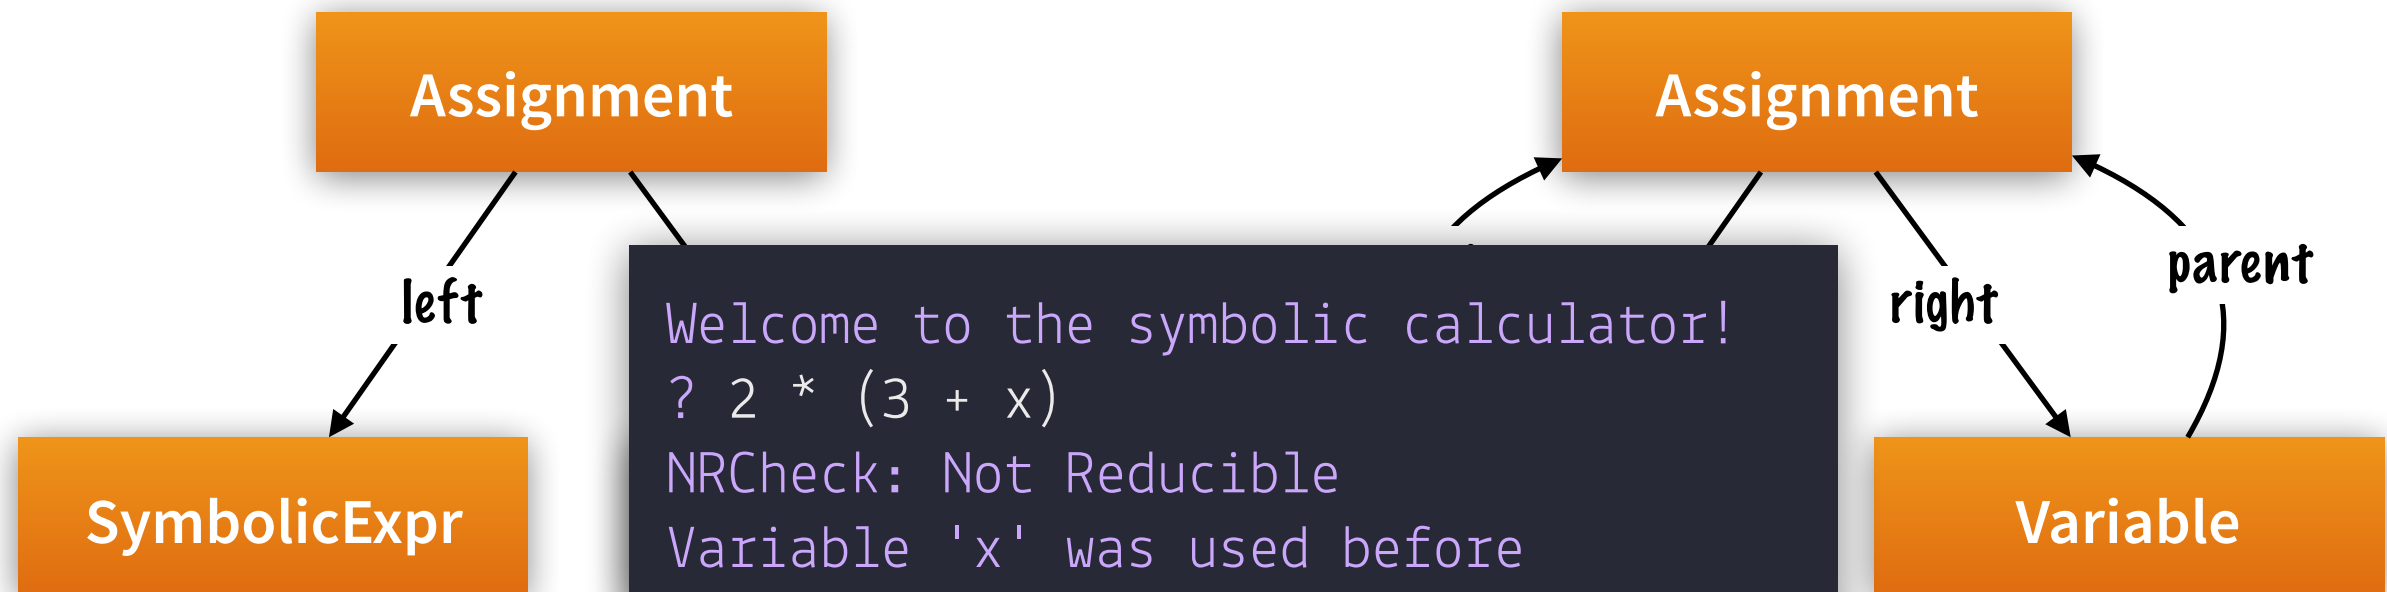 Assignment
Assignment
left
right
parent
Welcome to the symbolic calculator!
? 2 * (3 + x)
NRCheck: Not Reducible
Variable 'x' was used before
SymbolicExpr
Variable